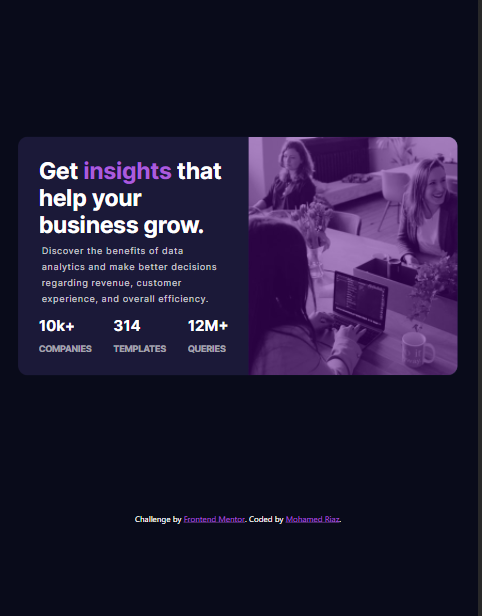 Get insights that
help your
business grow.
Discover the benefits of data
analytics and make better decisions
regarding revenue, customer
experience, and overall efficiency.
10k+ 314 12M+
COMPANIES TEMPLATES QUERIES
Challenge by Frontend Mentor. Coded by Mohamed Riaz.